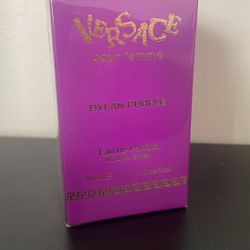 VERSACE
pour femme
DYLAN PURPLE
Eau de Parfum